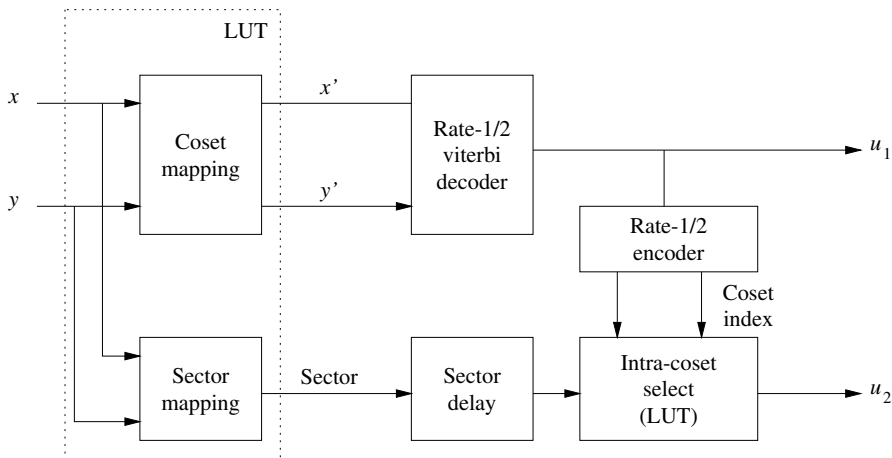 LUT
x
x'
Coset
mapping
Rate-1/2
viterbi
decoder
u1
y
y'
Rate-1/2
encoder
Coset
index
Sector
mapping
Sector
Sector
delay
Intra-coset
select
(LUT)
u2